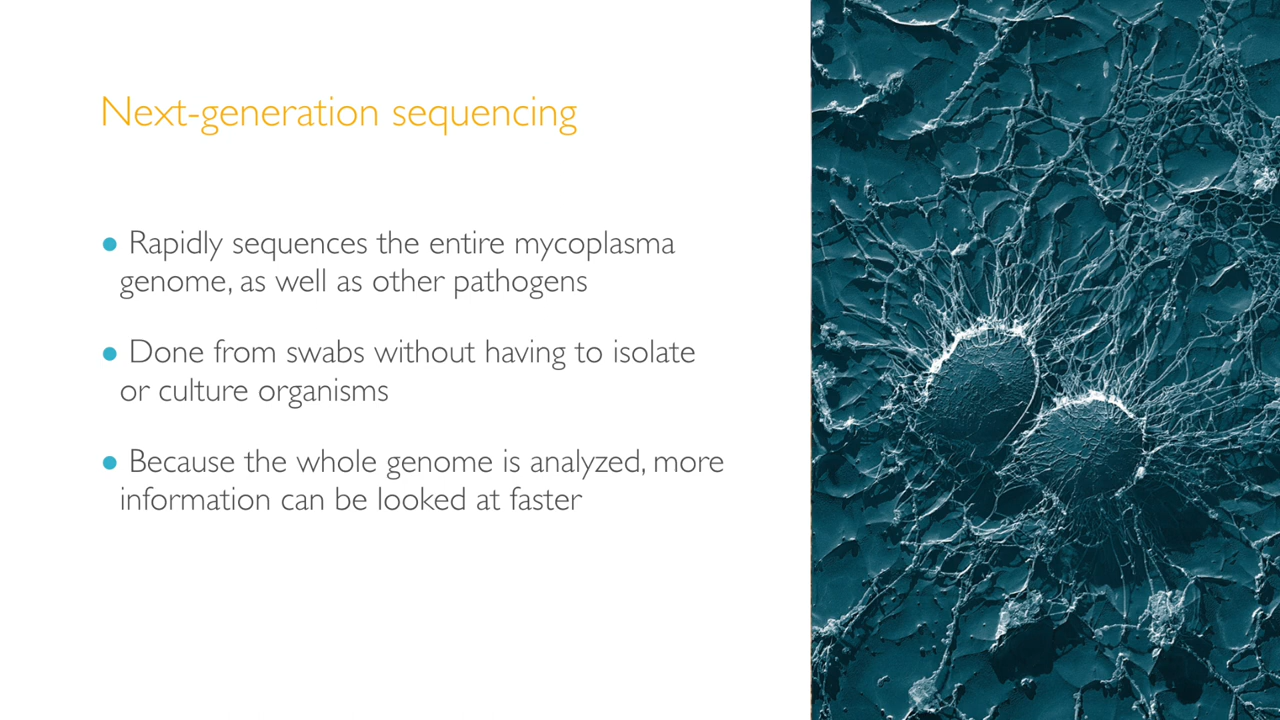 Next-generation sequencing
● Rapidly sequences the entire mycoplasma
genome, as well as other pathogens
● Done from swabs without having to isolate
or culture organisms
● Because the whole genome is analyzed, more
information can be looked at faster